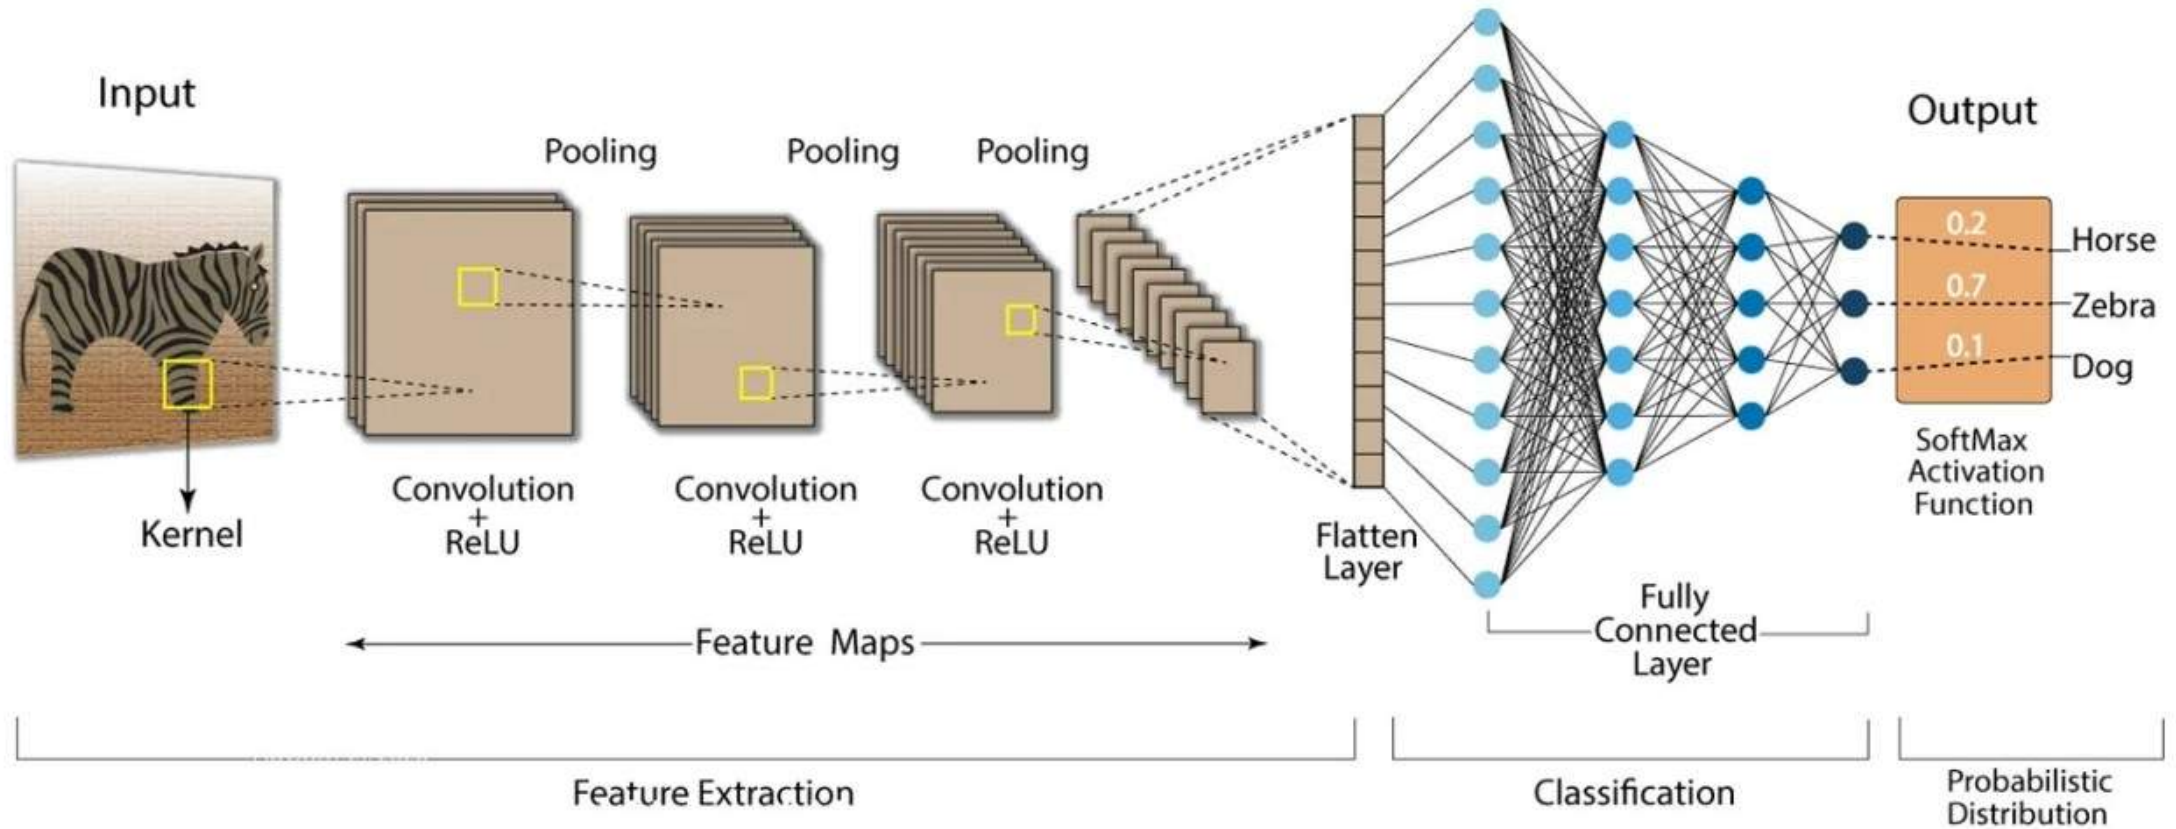 Input
Pooling
Pooling
Pooling
Output
0.2
Horse
0.7
Zebra
0.1
Dog
SoftMax
Activation
Function
Kernel
Convolution
+
ReLU
Convolution
+
ReLU
Convolution
+
ReLU
Flatten
Layer
Fully
Connected
Layer
Feature Maps
Feature Extraction
Classification
Probabilistic
Distribution